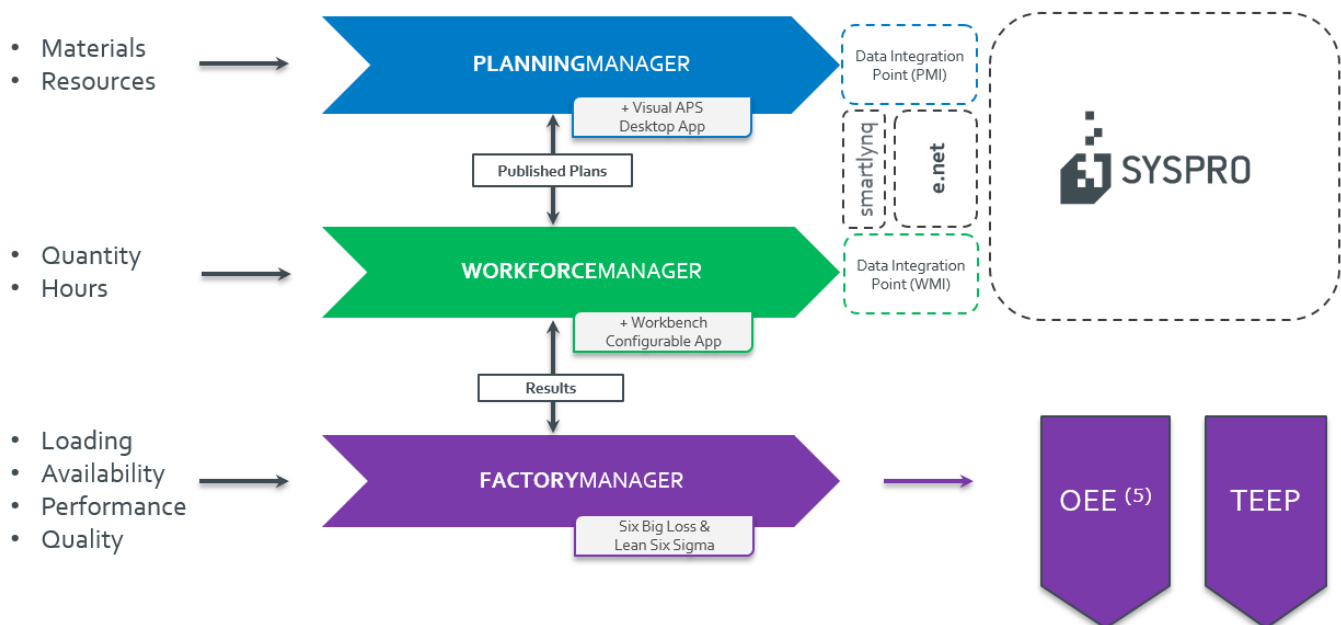 • Materials
• Resources
PLANNINGMANAGER
+ Visual APS
Desktop App
Data Integration
Point (PMI)
smartlynq
e.net
SYSPRO
Published Plans
• Quantity
• Hours
WORKFORCEMANAGER
+ Workbench
Configurable App
Data Integration
Point (WMI)
Results
• Loading
• Availability
• Performance
• Quality
FACTORYMANAGER
Six Big Loss &
Lean Six Sigma
OEE (5)
TEEP